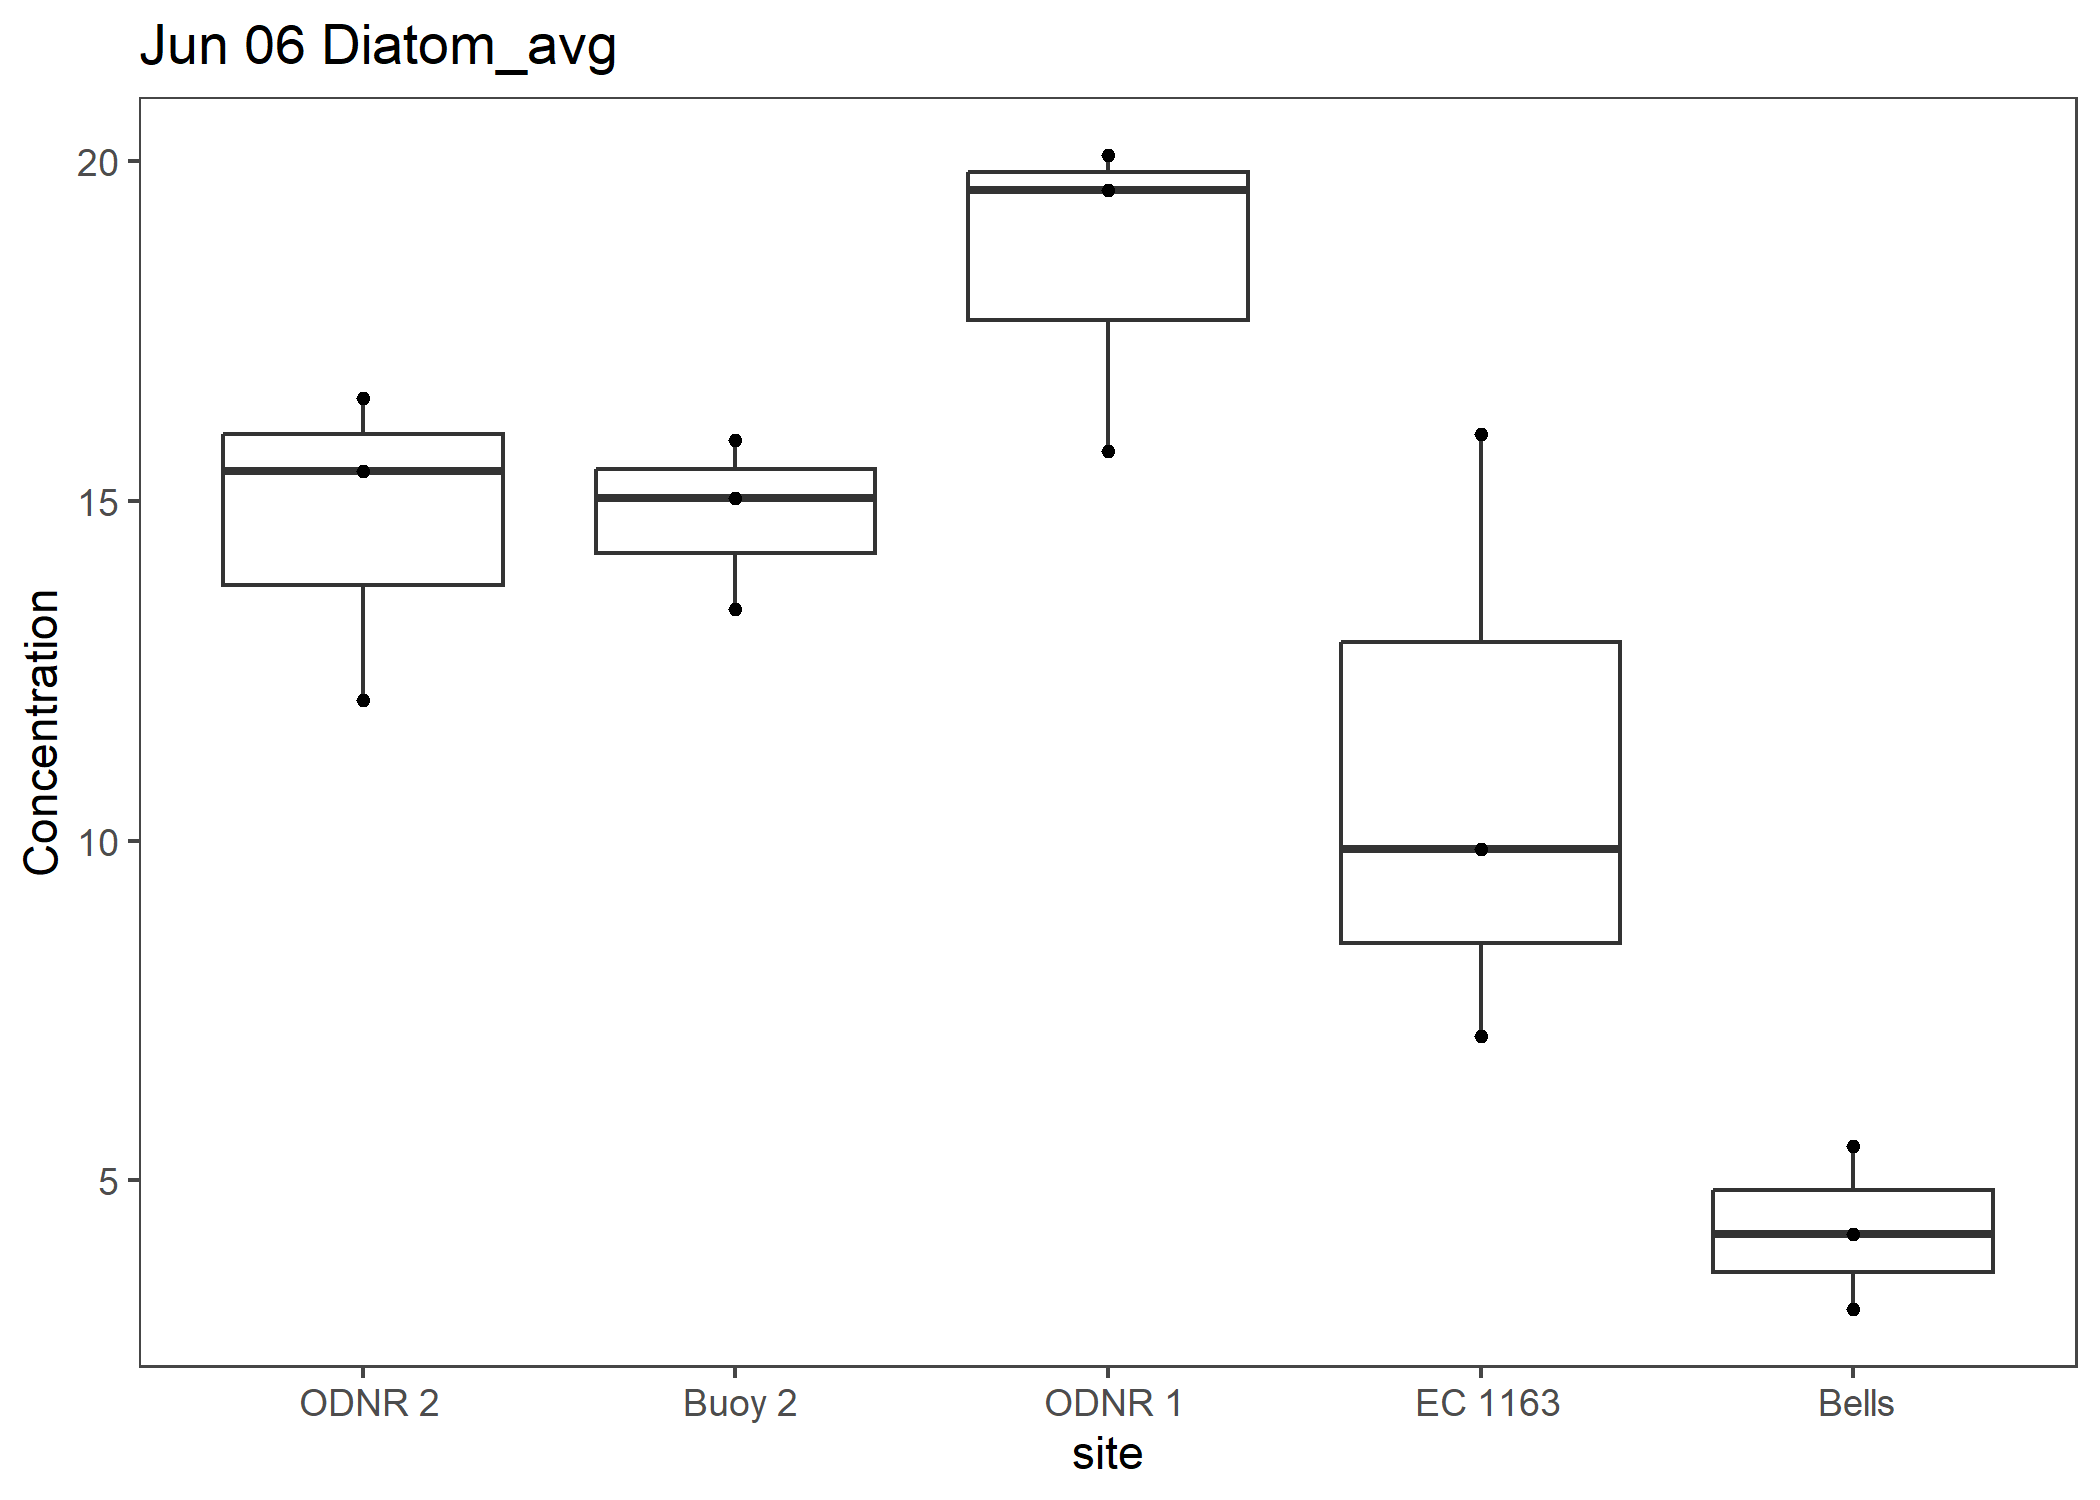 Jun 06 Diatom_avg
Concentration
20
15
10
5
ODNR 2
Buoy 2
ODNR 1
EC 1163
Bells
site